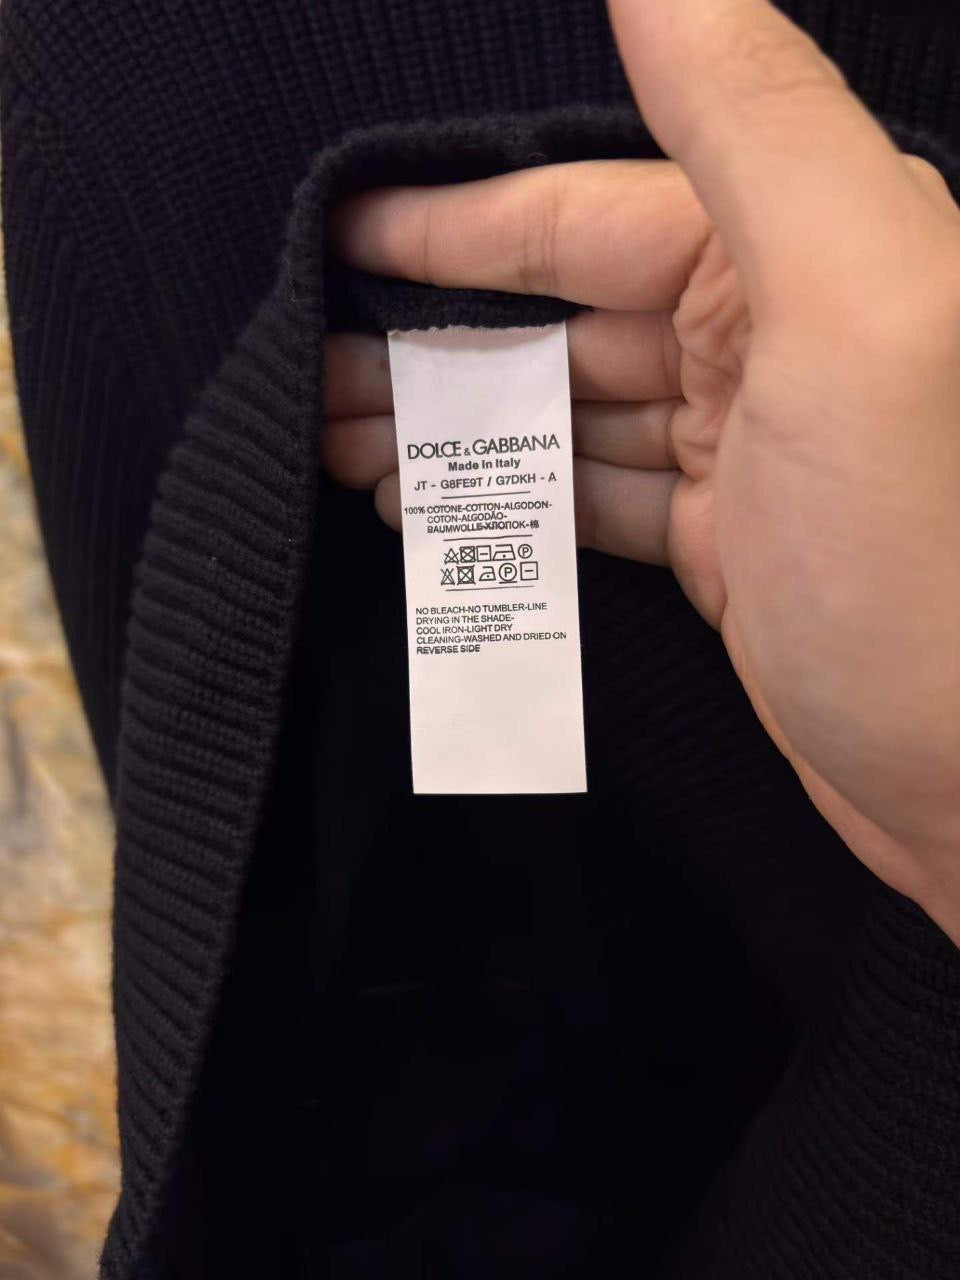 DOLCE & GABBANA
Made in Italy
JT - G8FE9T / G7DKH - A
100% COTONE-COTTON-ALGODON-
COTON-ALGODÃO-
BAUMWOLLE-ХЛОПОК-棉
NO BLEACH-NO TUMBLER-LINE
DRYING IN THE SHADE-
COOL IRON-LIGHT DRY
CLEANING-WASHED AND DRIED ON
REVERSE SIDE